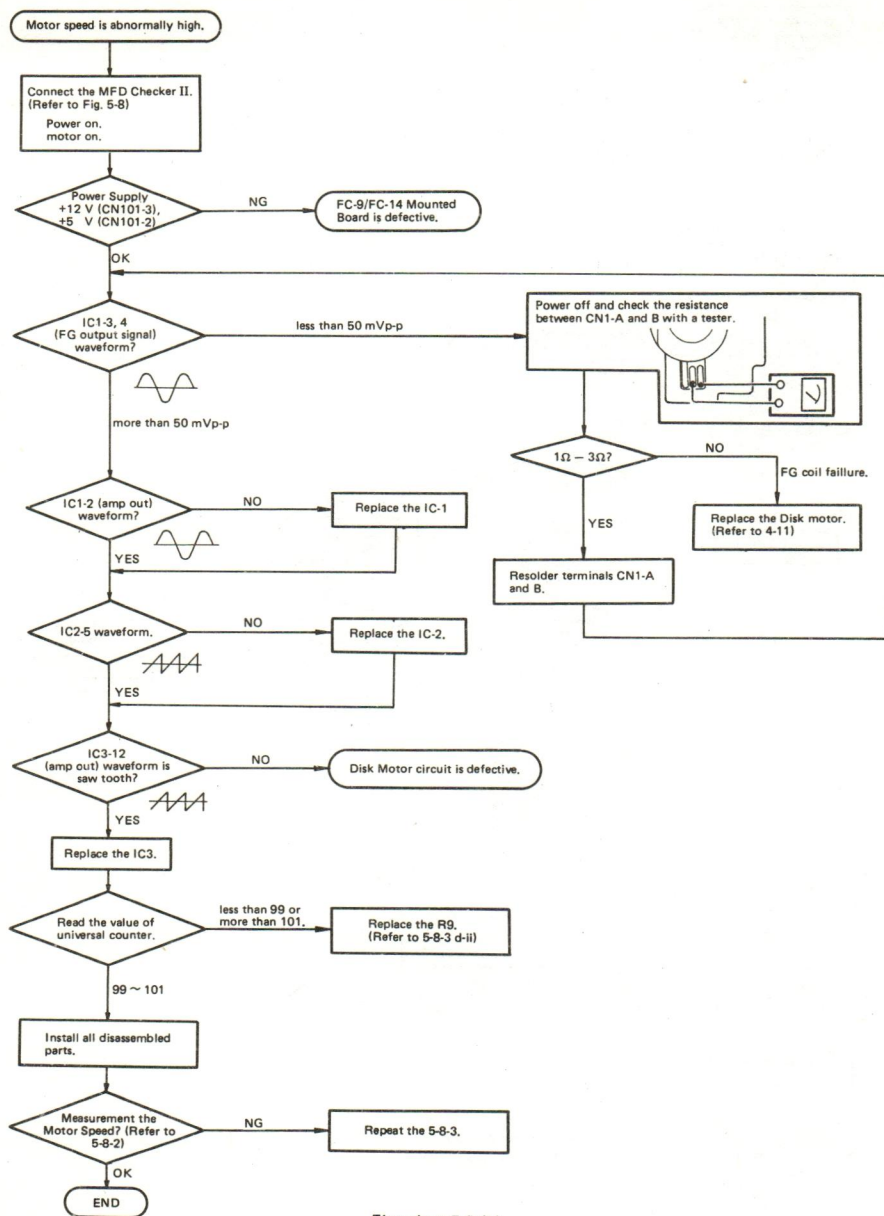 Motor speed is abnormally high.
Connect the MFD Checker II.
(Refer to Fig. 5-8)
Power on.
motor on.
Power Supply
+12 V (CN101-3),
+5 V (CN101-2)
NG
FC-9/FC-14 Mounted
Board is defective.
OK
IC1-3, 4
(FG output signal)
waveform?
less than 50 mVp-p
Power off and check the resistance
between CN1-A and B with a tester.
more than 50 mVp-p
1Ω – 3Ω?
NO
FG coil failure.
Replace the Disk motor.
(Refer to 4-11)
YES
Resolder terminals CN1-A
and B.
IC1-2 (amp out)
waveform?
NO
Replace the IC-1
YES
IC2-5 waveform.
NO
Replace the IC-2.
YES
IC3-12
(amp out) waveform is
saw tooth?
NO
Disk Motor circuit is defective.
YES
Replace the IC3.
Read the value of
universal counter.
less than 99 or
more than 101.
Replace the R9.
(Refer to 5-8-3 d-ii)
99 ~ 101
Install all disassembled
parts.
Measurement the
Motor Speed? (Refer to
5-8-2)
NG
Repeat the 5-8-3.
OK
END